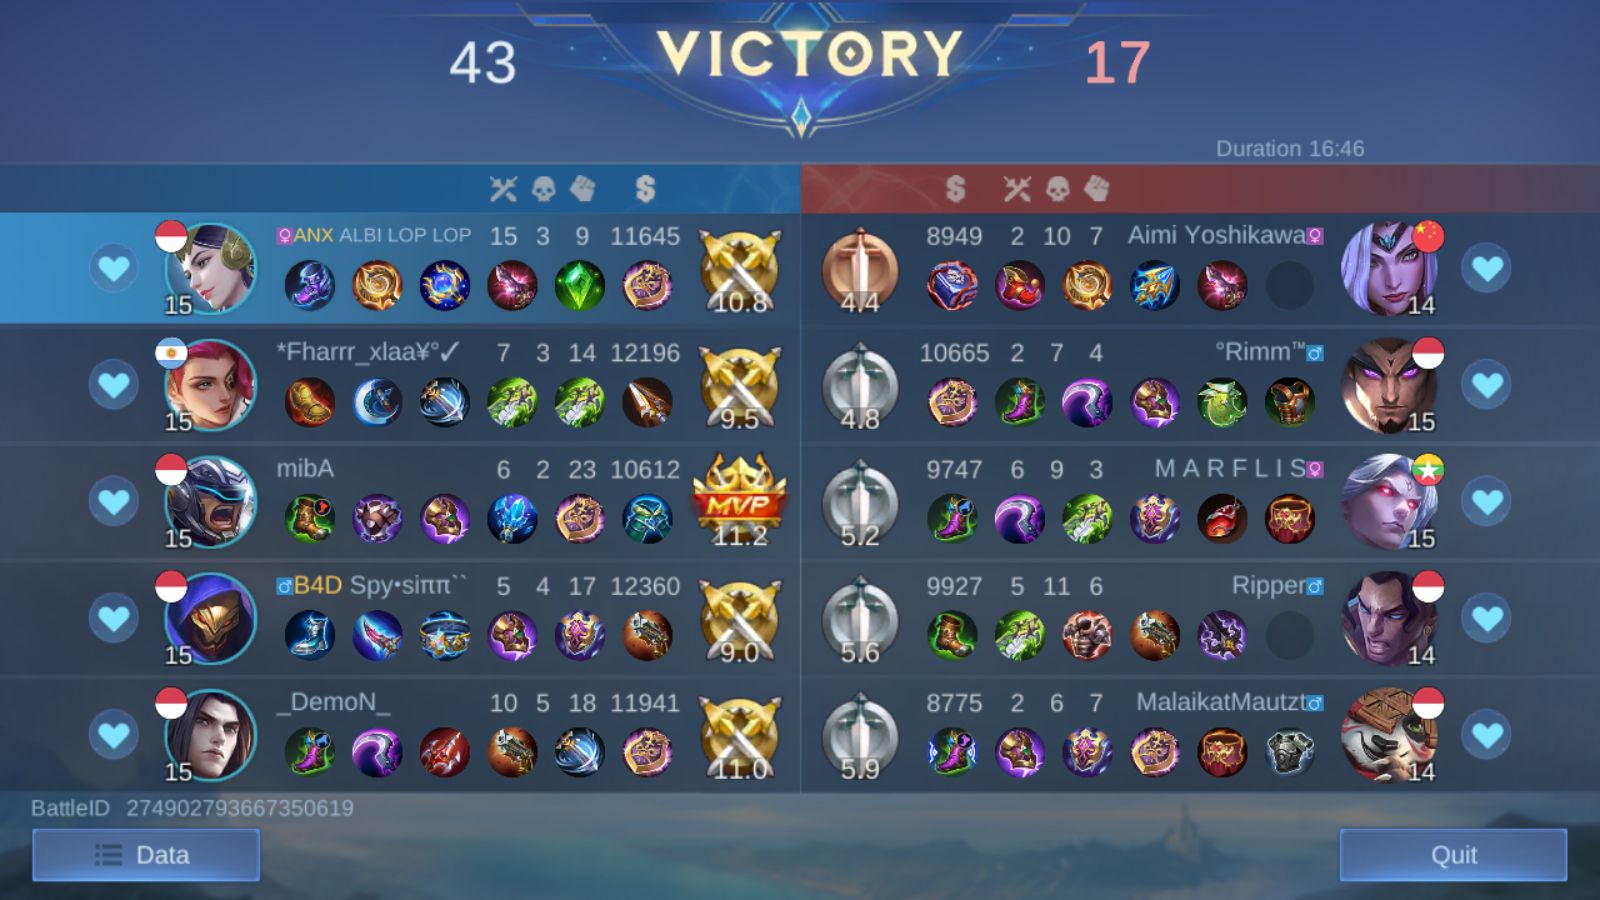 43 VICTORY 17
Duration 16:46
ANX ALBI LOP LOP 15 3 9 11645
15 10.8
8949 2 10 7 Aimi Yoshikawa
4.4 14
*Fharrr_xlaa¥°✓ 7 3 14 12196
15 9.5
10665 2 7 4 °Rimm™
4.8 15
mibA 6 2 23 10612
MVP
15 11.2
9747 6 9 3 M A R F L I S
5.2 15
B4D Spy•siππ`` 5 4 17 12360
15 9.0
9927 5 11 6 Ripper
5.6 14
_DemoN_ 10 5 18 11941
15 11.0
8775 2 6 7 MalaikatMautzt
5.9 14
BattleID 274902793667350619
Data
Quit